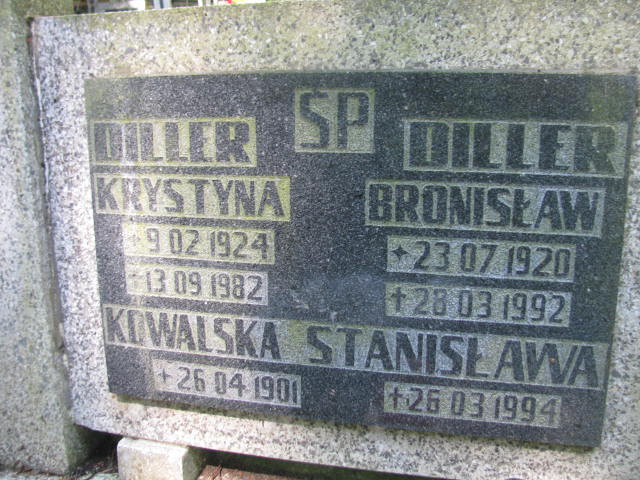 ŚP
DILLER
KRYSTYNA
+9 02 1924
+13 09 1982
DILLER
BRONISŁAW
+23 07 1920
+28 03 1992
KOWALSKA STANISŁAWA
+26 04 1901
+26 03 1994